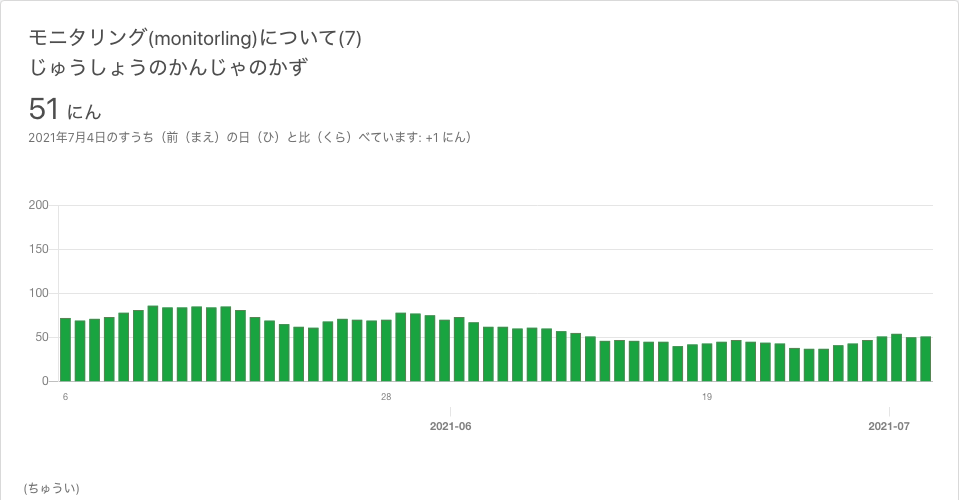 モニタリング(monitorling)について(7)
じゅうしょうのかんじゃのかず
51 にん
2021年7月4日のすうち（前（まえ）の日（ひ）と比（くら）べています: +1 にん）
200
150
100
50
0
6 28 19
2021-06 2021-07
(ちゅうい)